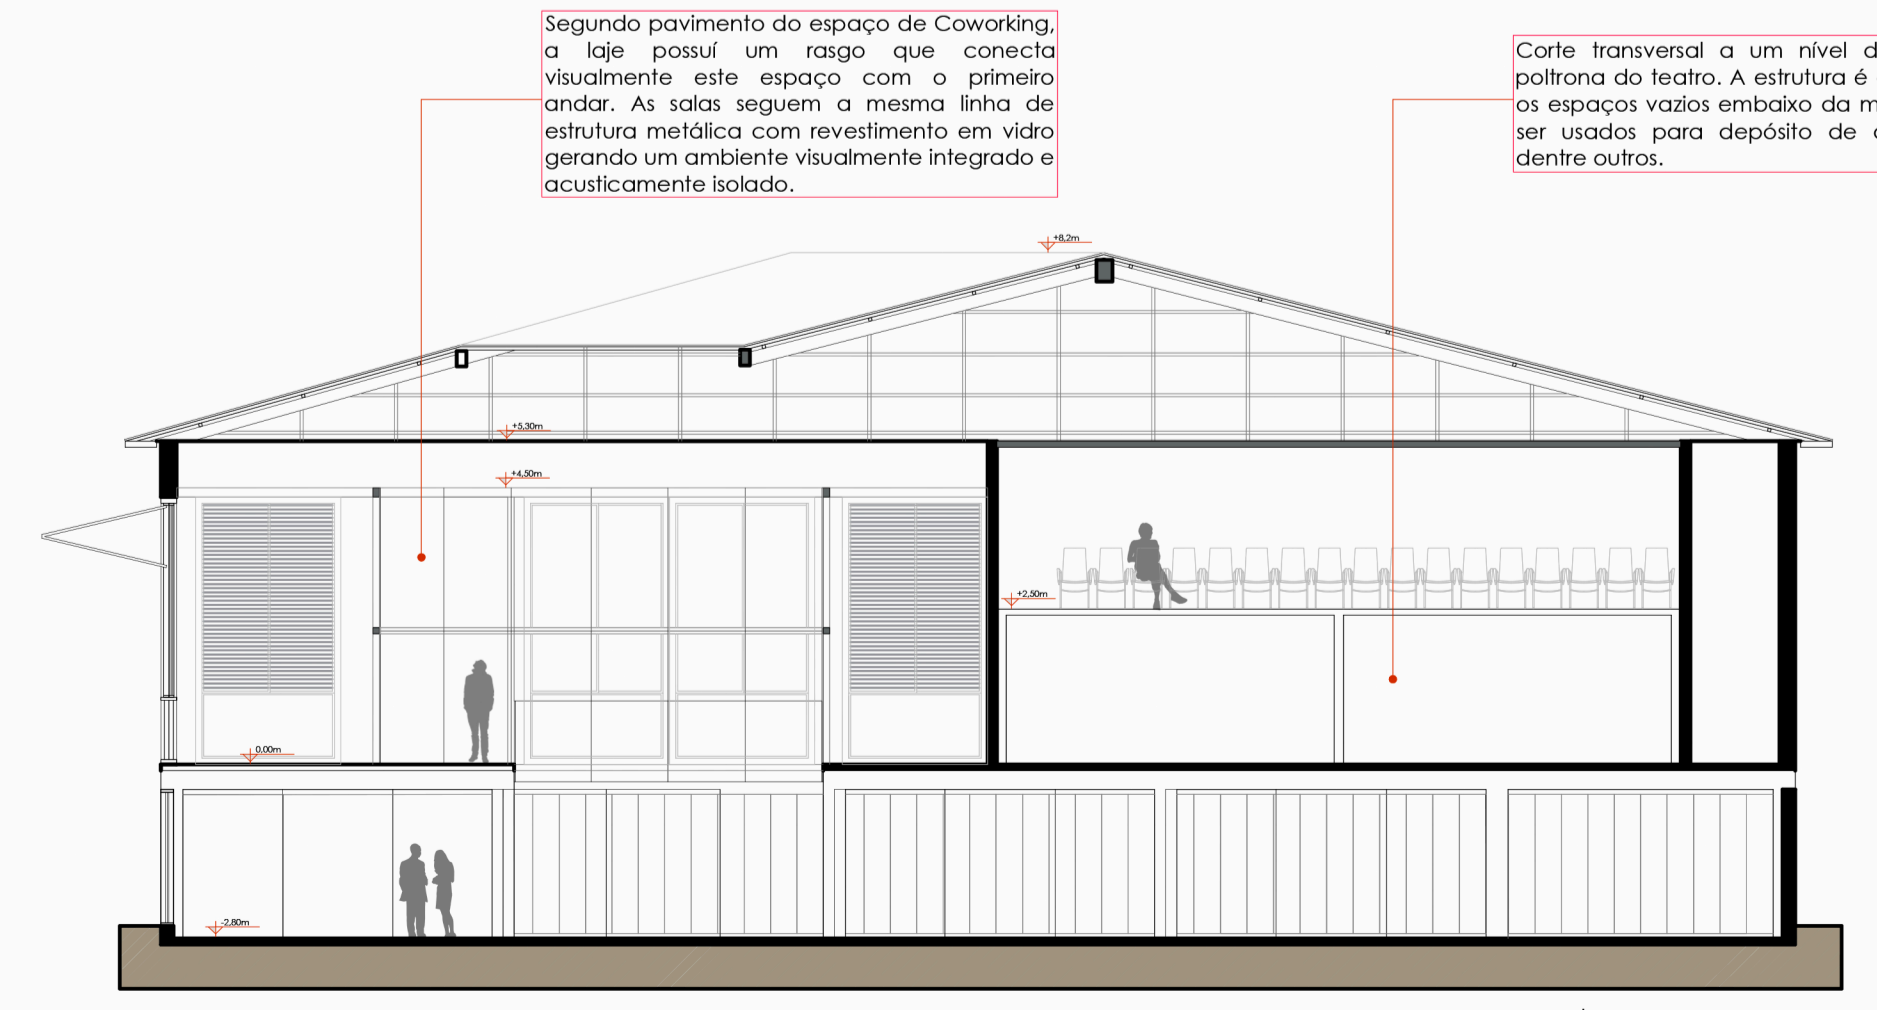 Segundo pavimento do espaço de Coworking,
a laje possuí um rasgo que conecta
visualmente este espaço com o primeiro
andar. As salas seguem a mesma linha de
estrutura metálica com revestimento em vidro
gerando um ambiente visualmente integrado e
acusticamente isolado.
Corte transversal a um nível
poltrona do teatro. A estrutura é
os espaços vazios embaixo da
ser usados para depósito de
dentre outros.
+8,2m
+5,30m
+4,50m
+2,50m
0,00m
-2,80m